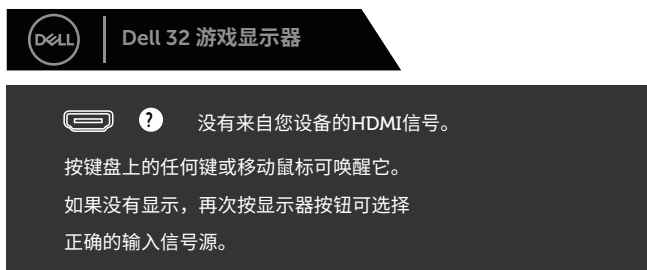 DELL
Dell 32 游戏显示器
? 没有来自您设备的HDMI信号。
按键盘上的任何键或移动鼠标可唤醒它。
如果没有显示，再次按显示器按钮可选择
正确的输入信号源。